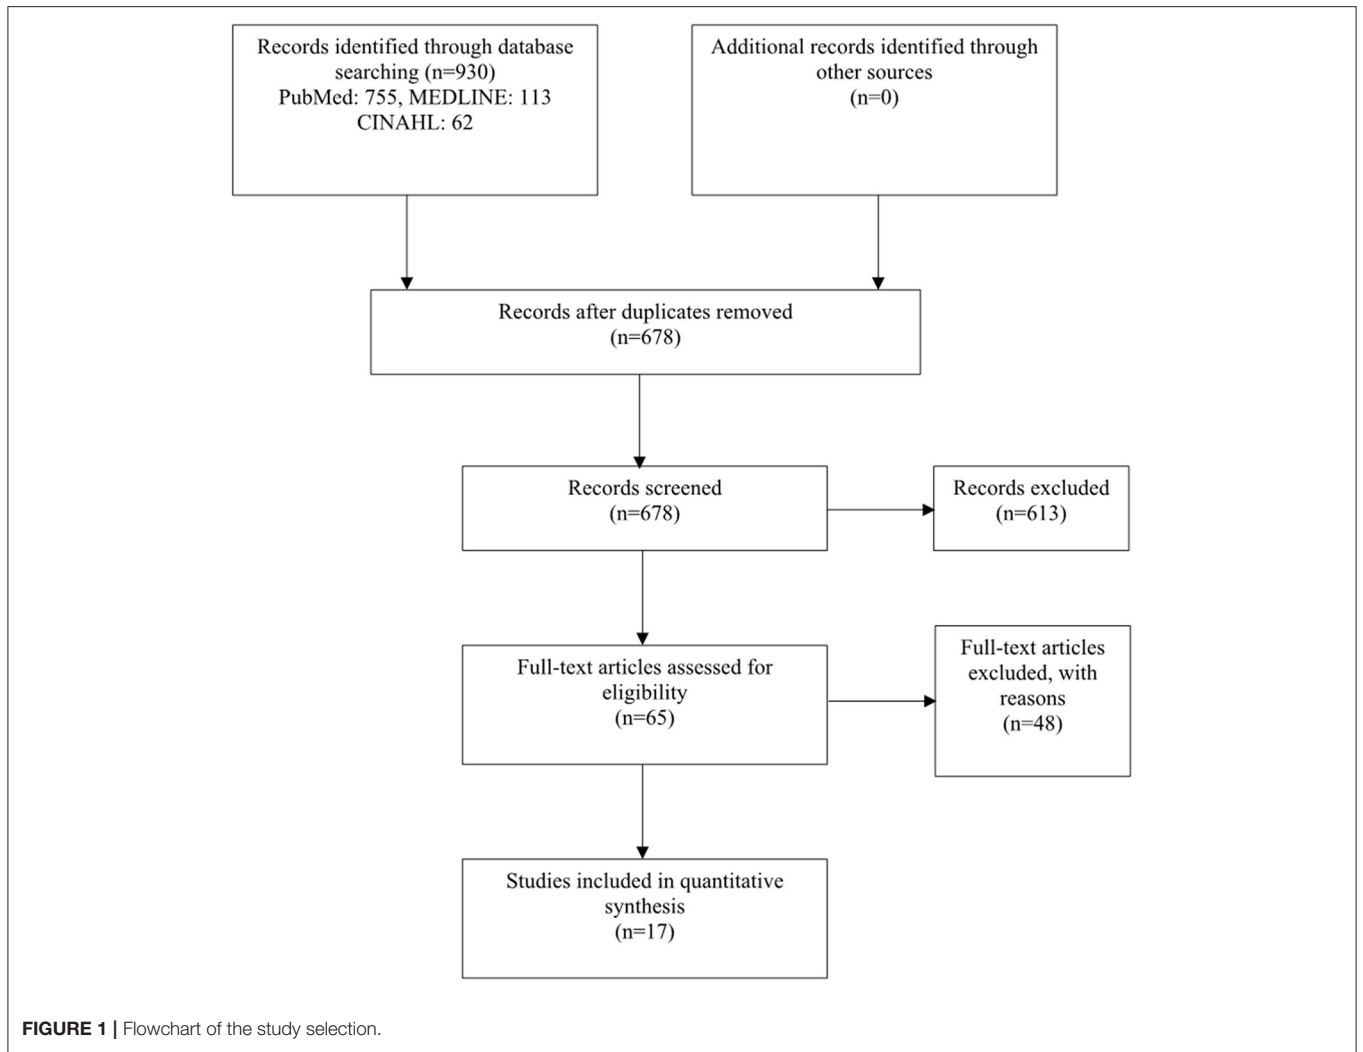 Records identified through database
searching (n=930)
PubMed: 755, MEDLINE: 113
CINAHL: 62
Additional records identified through
other sources
(n=0)
Records after duplicates removed
(n=678)
Records screened
(n=678)
Records excluded
(n=613)
Full-text articles assessed for
eligibility
(n=65)
Full-text articles
excluded, with
reasons
(n=48)
Studies included in quantitative
synthesis
(n=17)
FIGURE 1 | Flowchart of the study selection.